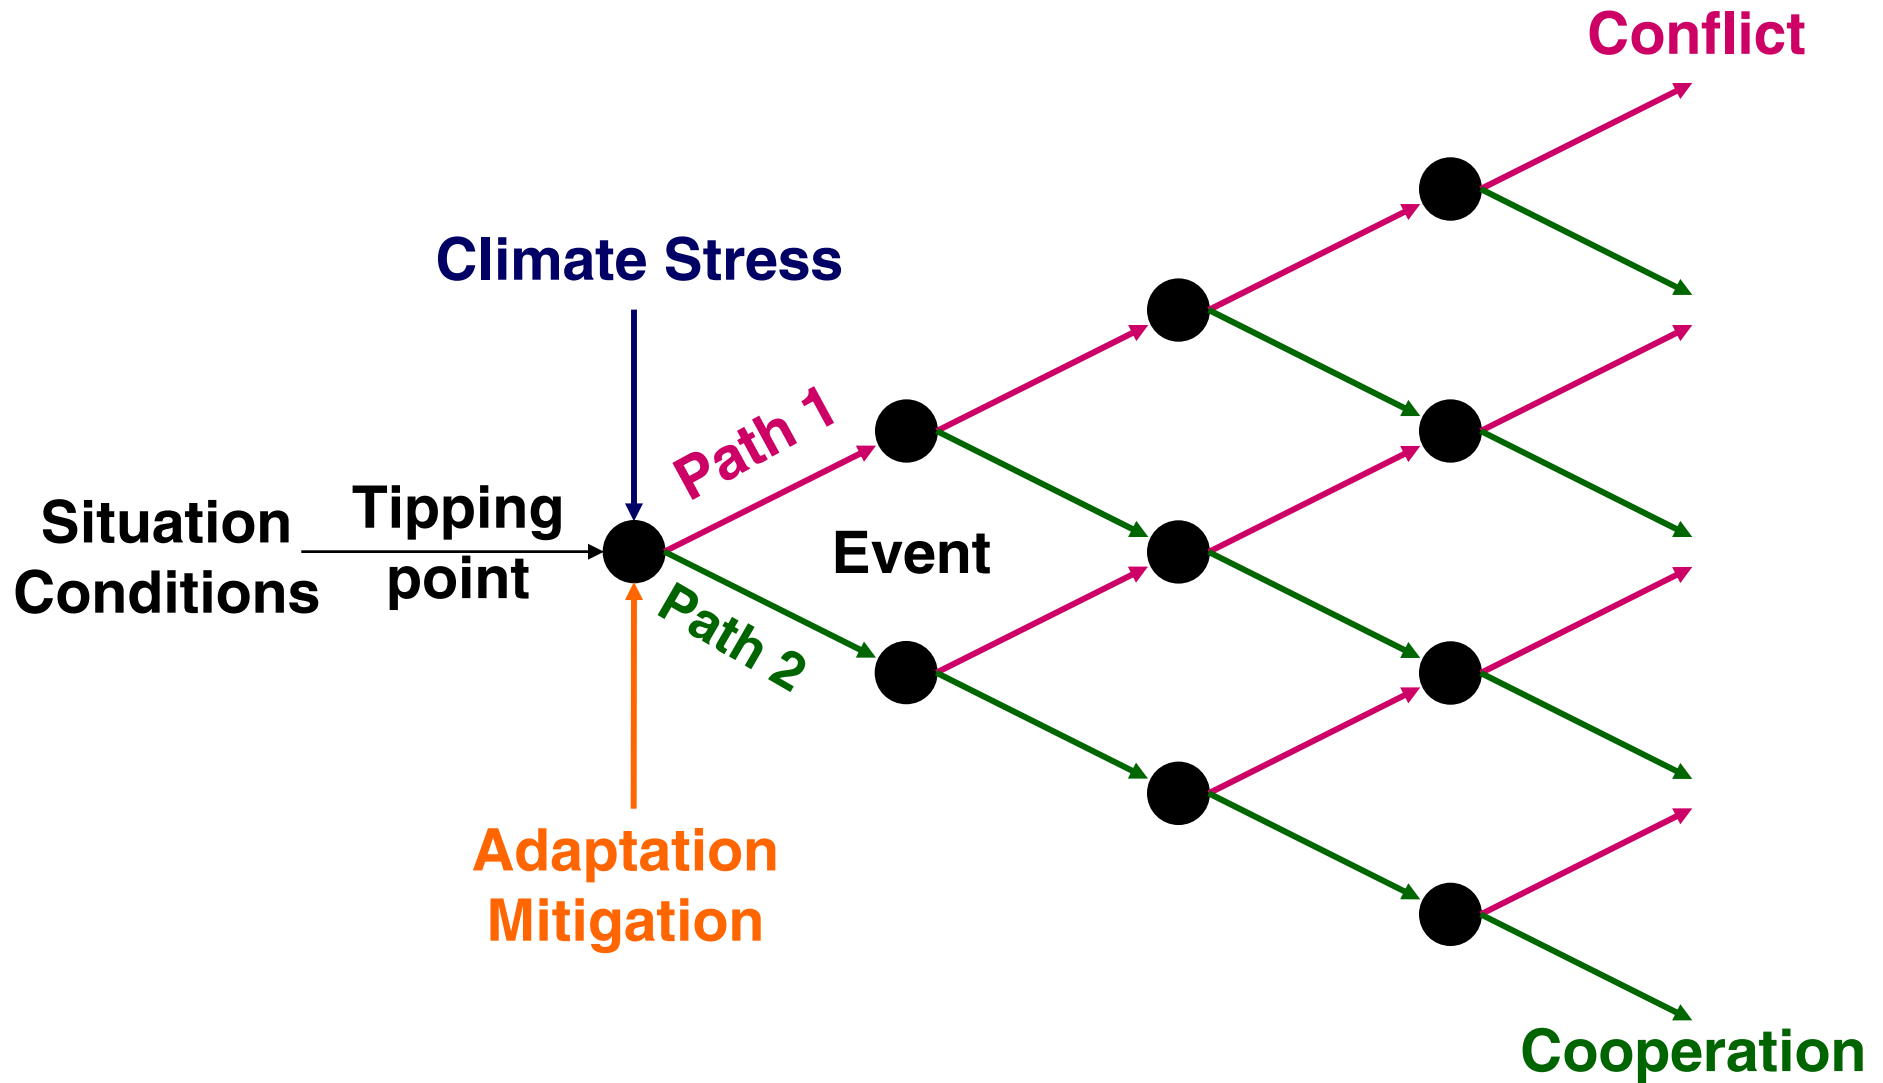 Conflict
Climate Stress
Path 1
Situation
Conditions
Tipping
point
Event
Path 2
Adaptation
Mitigation
Cooperation